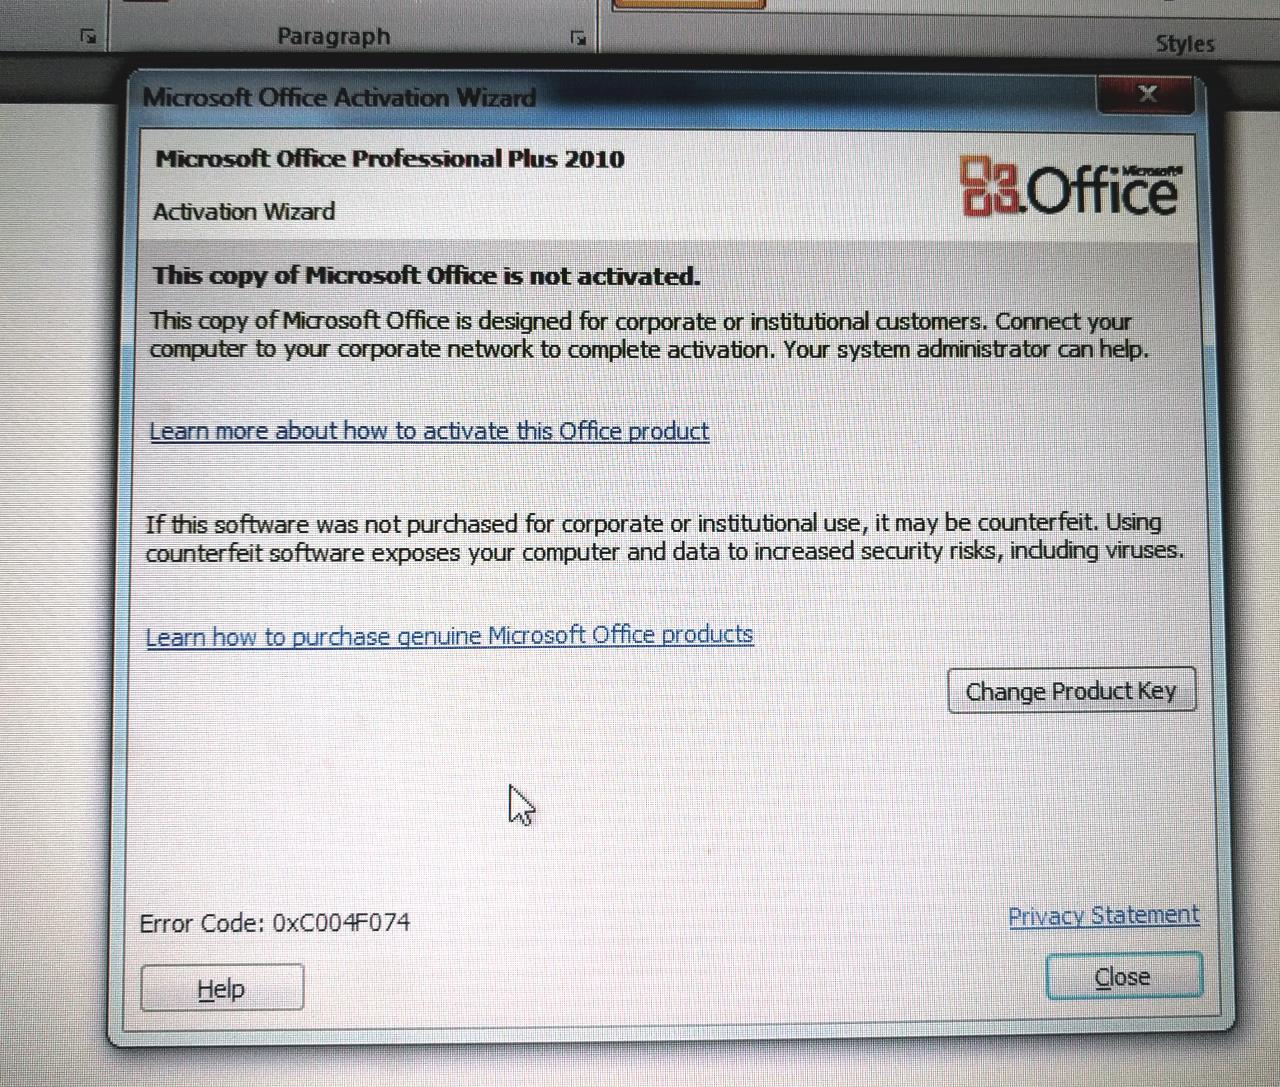 Paragraph
Styles
Microsoft Office Activation Wizard
Microsoft Office Professional Plus 2010
Microsoft®
Office
Activation Wizard
This copy of Microsoft Office is not activated.
This copy of Microsoft Office is designed for corporate or institutional customers. Connect your
computer to your corporate network to complete activation. Your system administrator can help.
Learn more about how to activate this Office product
If this software was not purchased for corporate or institutional use, it may be counterfeit. Using
counterfeit software exposes your computer and data to increased security risks, including viruses.
Learn how to purchase genuine Microsoft Office products
Change Product Key
Error Code: 0xC004F074
Privacy Statement
Help
Close